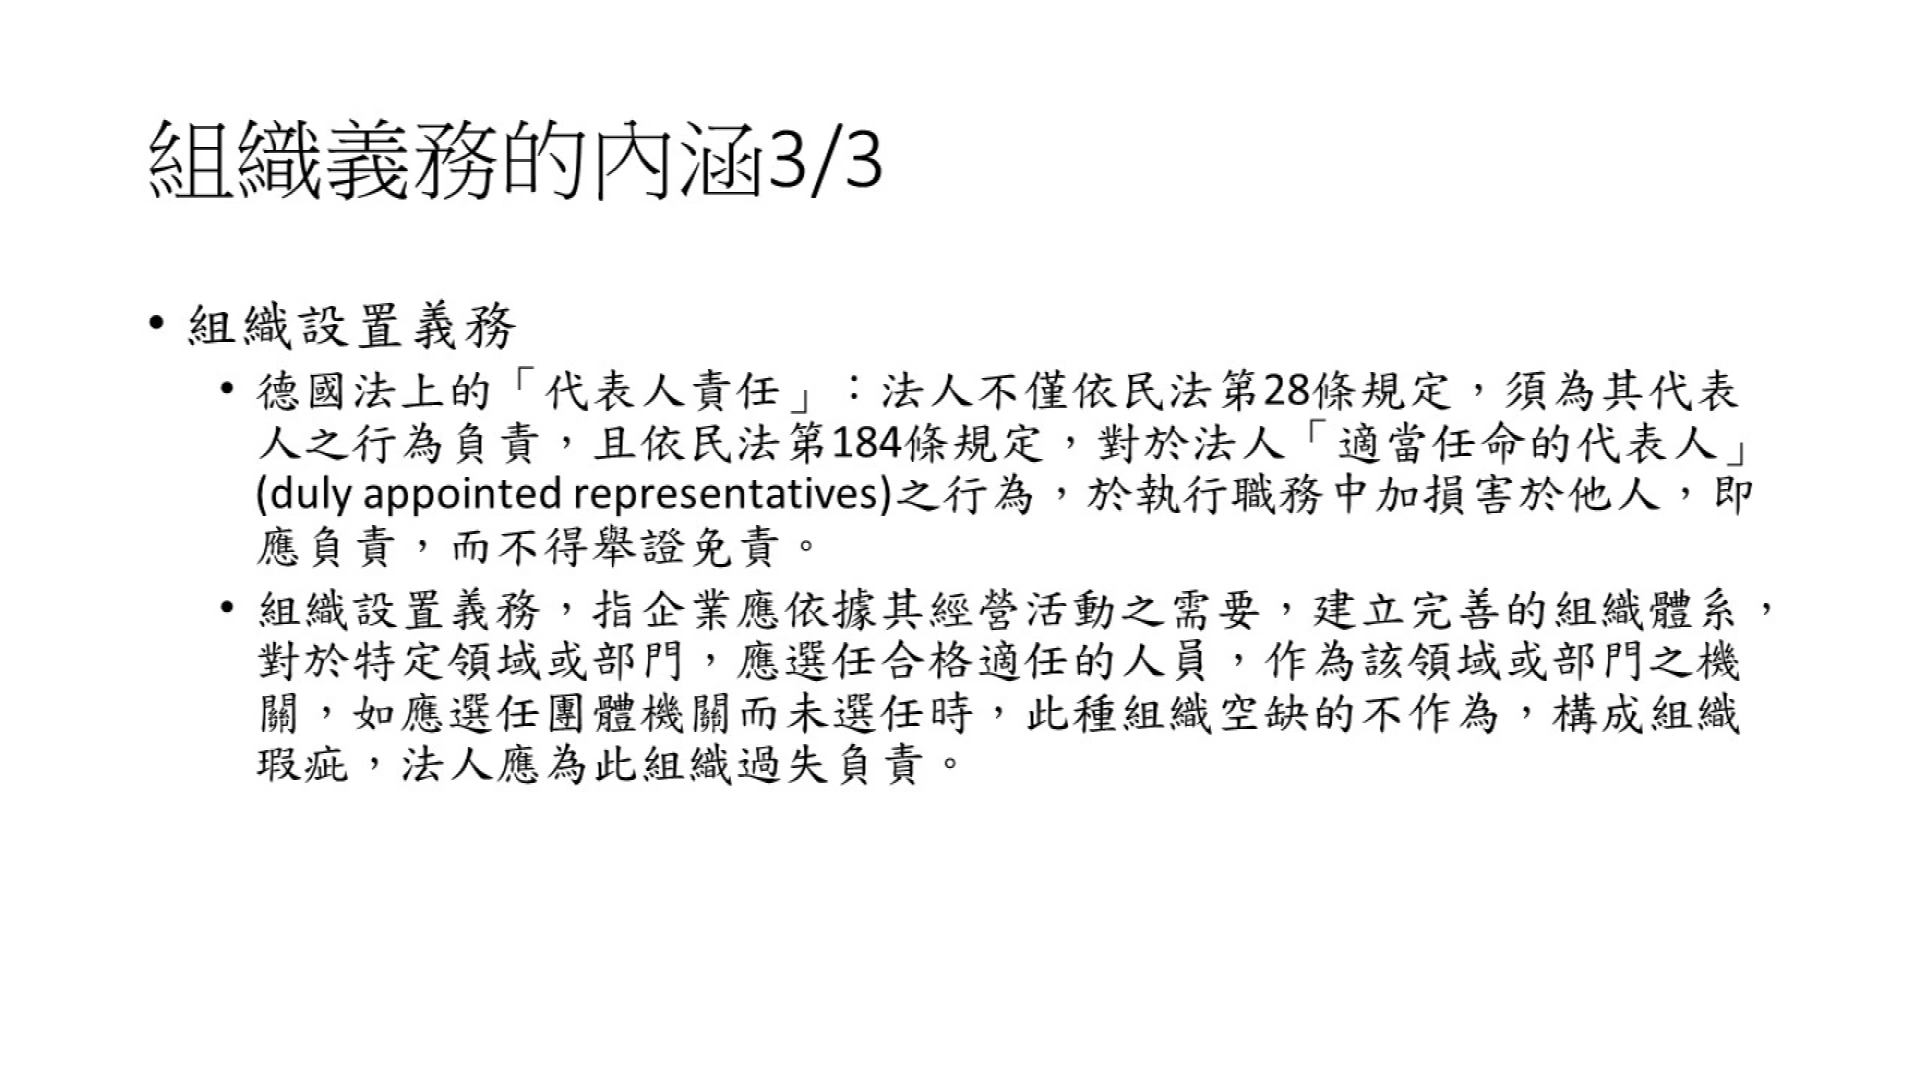 組織義務的內涵3/3
• 組織設置義務
• 德國法上的「代表人責任」：法人不僅依民法第28條規定，須為其代表
人之行為負責，且依民法第184條規定，對於法人「適當任命的代表人」
(duly appointed representatives)之行為，於執行職務中加損害於他人，即
應負責，而不得舉證免責。
• 組織設置義務，指企業應依據其經營活動之需要，建立完善的組織體系，
對於特定領域或部門，應選任合格適任的人員，作為該領域或部門之機
關，如應選任團體機關而未選任時，此種組織空缺的不作為，構成組織
瑕疵，法人應為此組織過失負責。